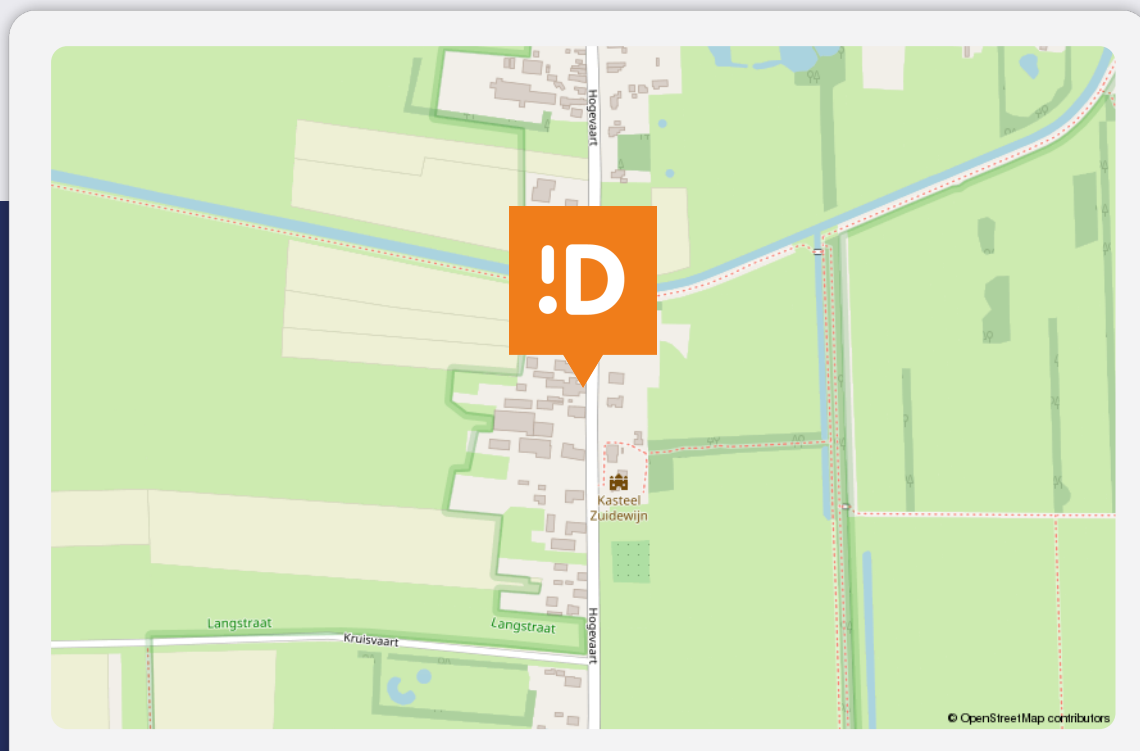 Hogevaart
!D
Kasteel
Zuidewijn
Langstraat
Langstraat
Kruisvaart
Hogevaart
© OpenStreetMap contributors